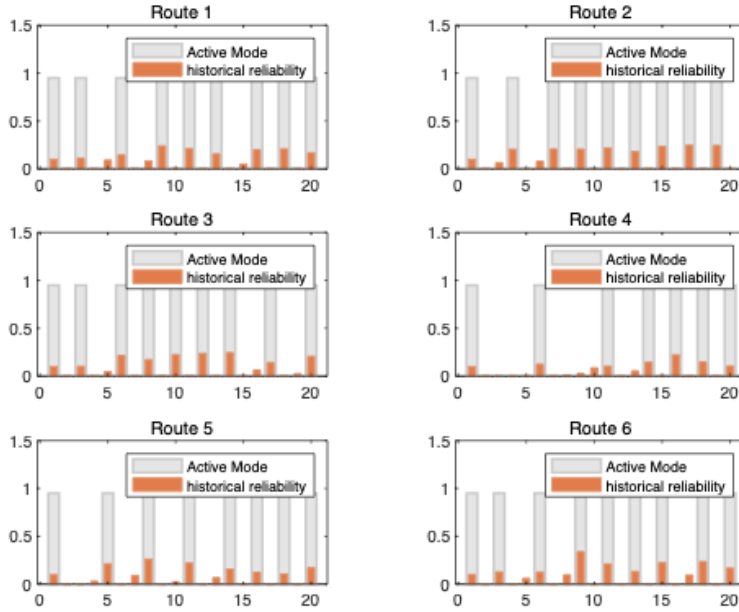 Route 1
1.5
1
0.5
0
0 5 10 15 20
Active Mode
historical reliability
Route 2
1.5
1
0.5
0
0 5 10 15 20
Active Mode
historical reliability
Route 3
1.5
1
0.5
0
0 5 10 15 20
Active Mode
historical reliability
Route 4
1.5
1
0.5
0
0 5 10 15 20
Active Mode
historical reliability
Route 5
1.5
1
0.5
0
0 5 10 15 20
Active Mode
historical reliability
Route 6
1.5
1
0.5
0
0 5 10 15 20
Active Mode
historical reliability